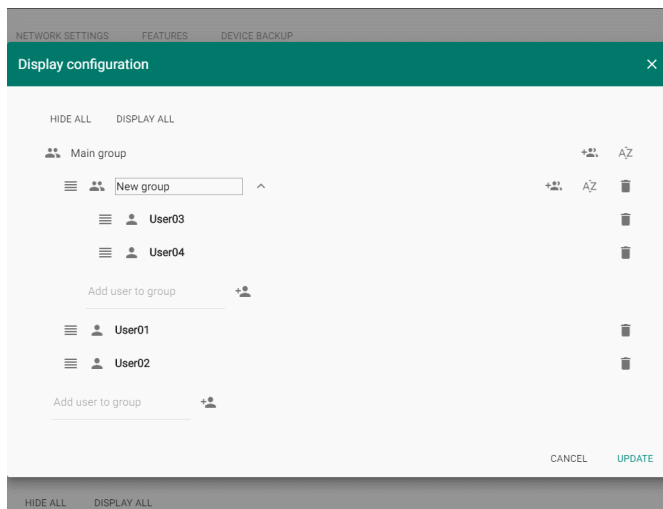 NETWORK SETTINGS FEATURES DEVICE BACKUP
Display configuration
HIDE ALL DISPLAY ALL
Main group AZ
New group AZ
User03
User04
Add user to group
User01
User02
Add user to group
CANCEL UPDATE
HIDE ALL DISPLAY ALL